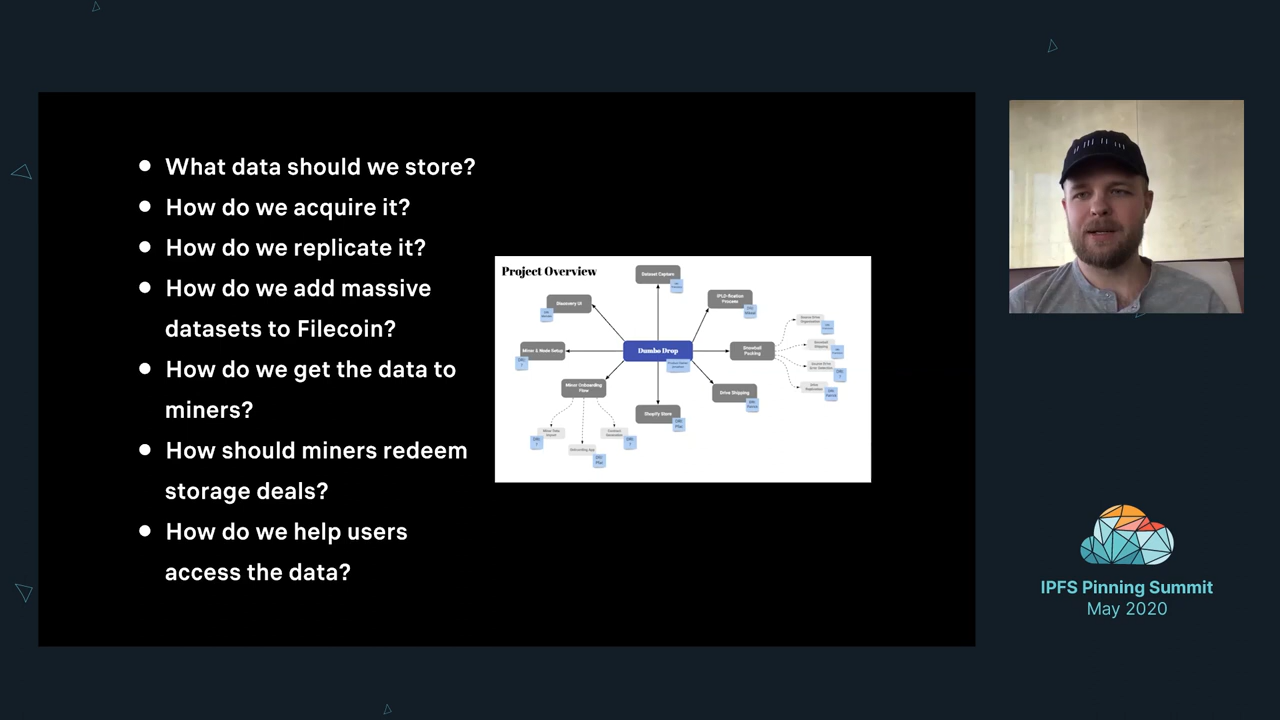 What data should we store?
How do we acquire it?
How do we replicate it?
How do we add massive
datasets to Filecoin?
How do we get the data to
miners?
How should miners redeem
storage deals?
How do we help users
access the data?
Project Overview
Dataset Capture
Discovery UI
IPLD-ification
Process
Miner & Node Setup
Dumbo Drop
Snowball
Packing
Miner Onboarding
Flow
Drive Shipping
Shopify Store
Onboarding App
IPFS Pinning Summit
May 2020